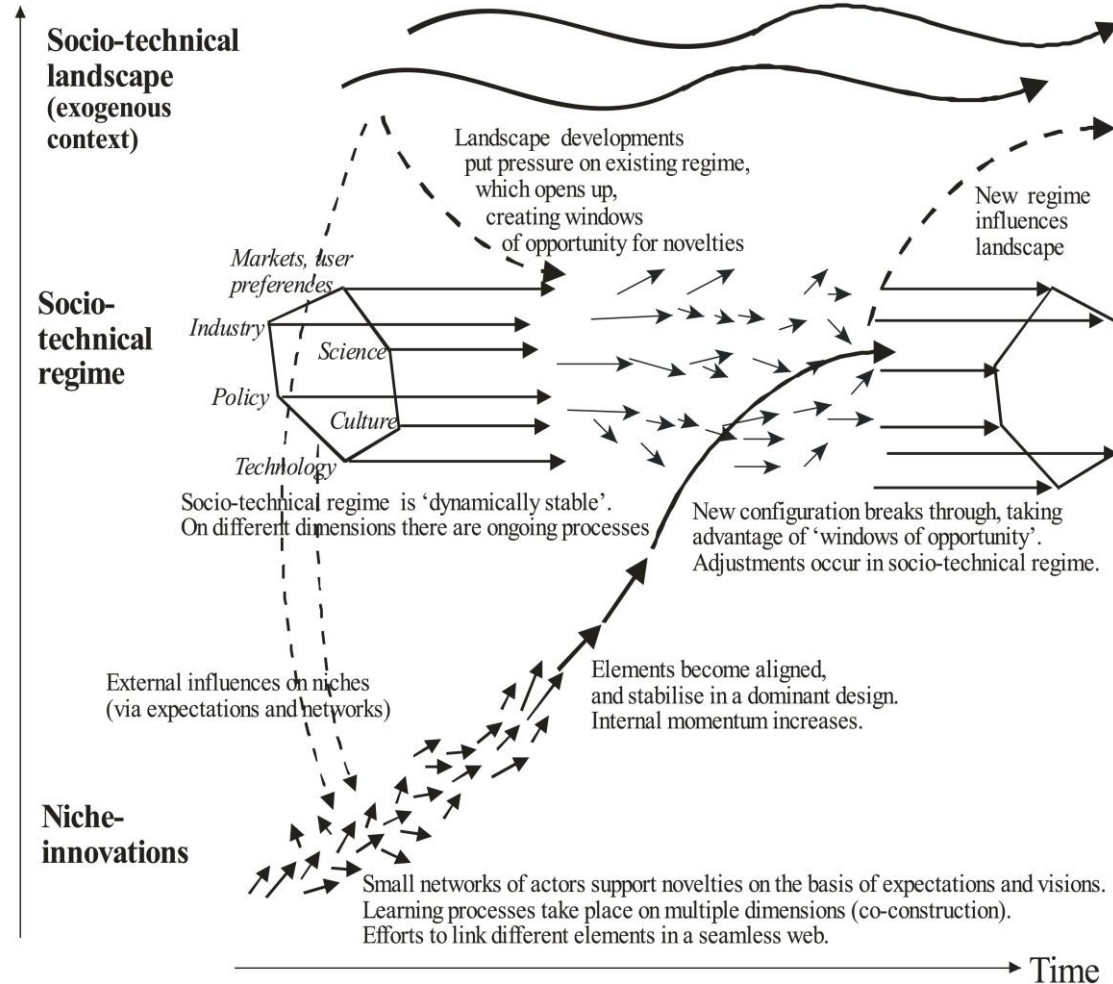 Socio-technical
landscape
(exogenous
context)
Landscape developments
put pressure on existing regime,
which opens up,
creating windows
of opportunity for novelties
New regime
influences
landscape
Markets, user
preferences
Socio-
technical
regime
Industry
Science
Policy
Culture
Technology
Socio-technical regime is ‘dynamically stable’.
On different dimensions there are ongoing processes
New configuration breaks through, taking
advantage of ‘windows of opportunity’.
Adjustments occur in socio-technical regime.
External influences on niches
(via expectations and networks)
Elements become aligned,
and stabilise in a dominant design.
Internal momentum increases.
Niche-
innovations
Small networks of actors support novelties on the basis of expectations and visions.
Learning processes take place on multiple dimensions (co-construction).
Efforts to link different elements in a seamless web.
Time